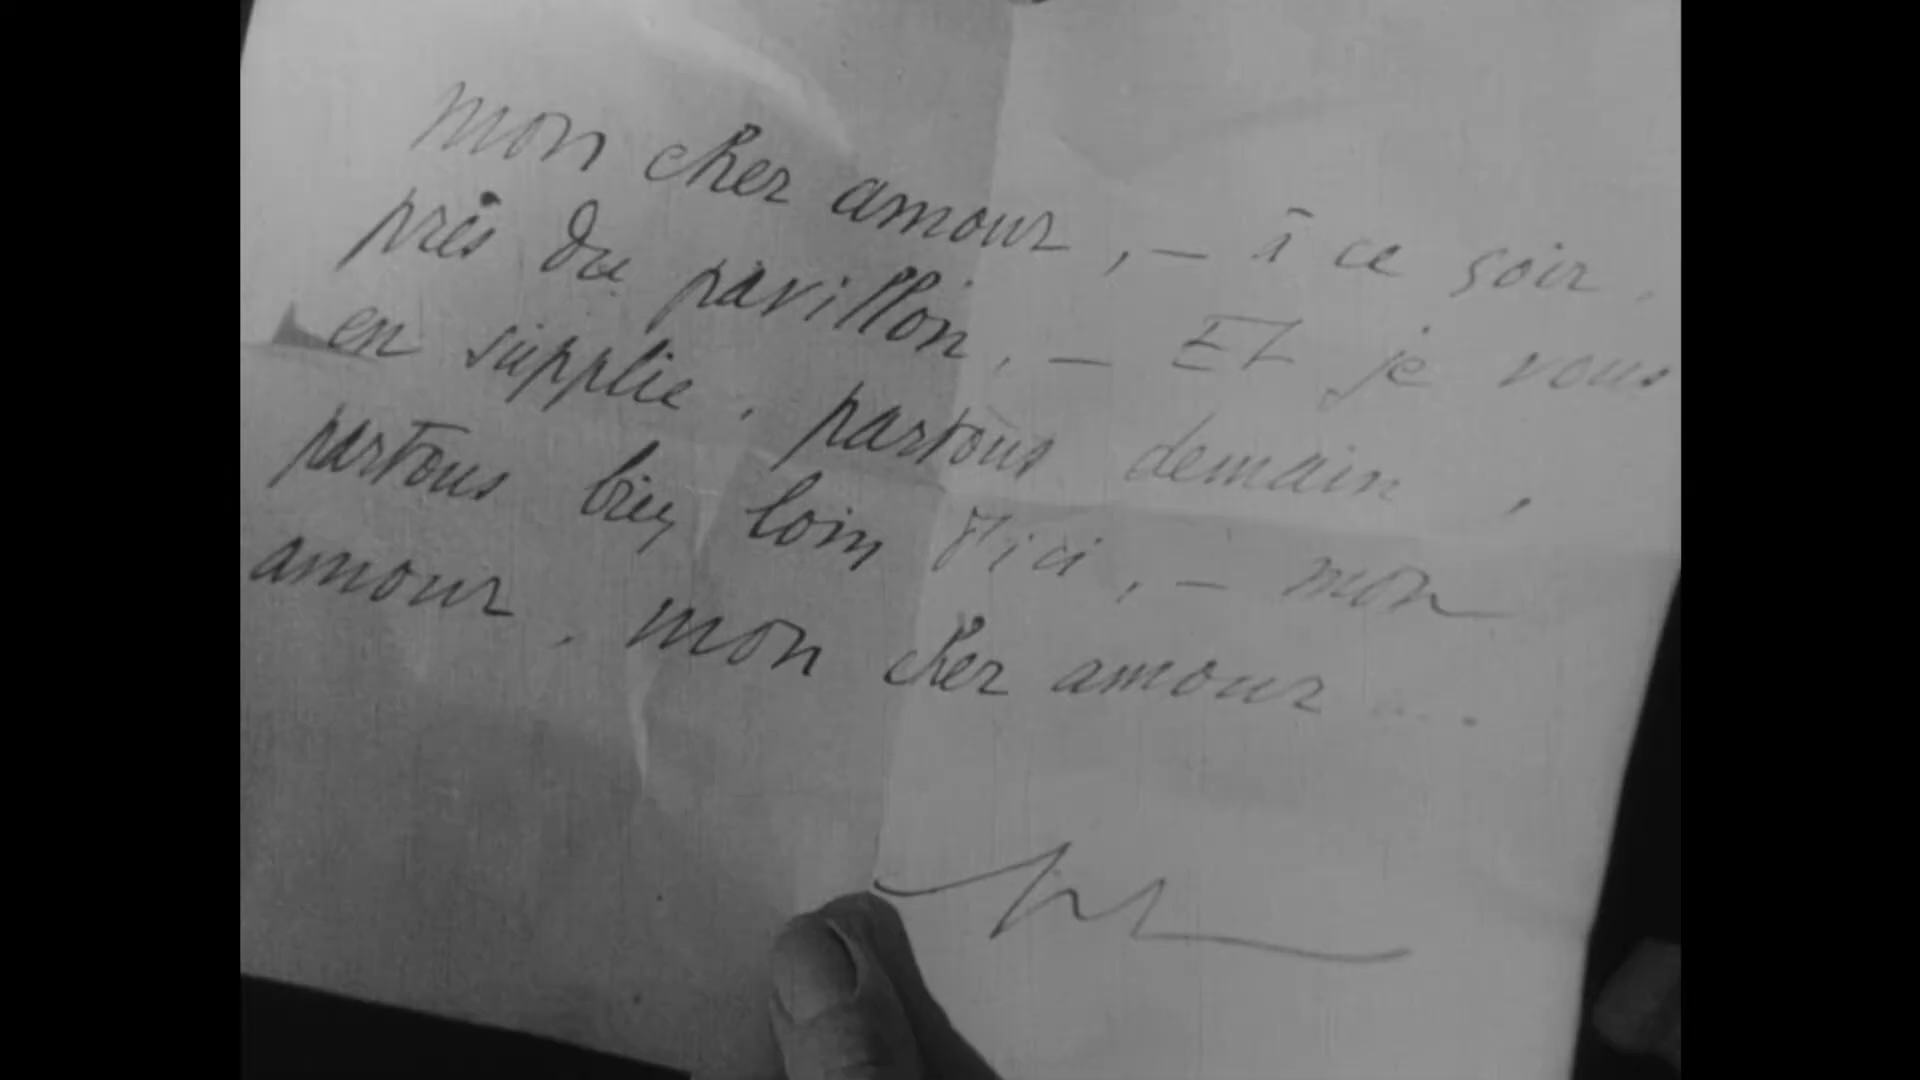 Mon cher amour, – à ce soir,
près du pavillon, – Et je vous
en supplie, partons demain,
partons bien loin d'ici, – mon
amour, mon cher amour ...